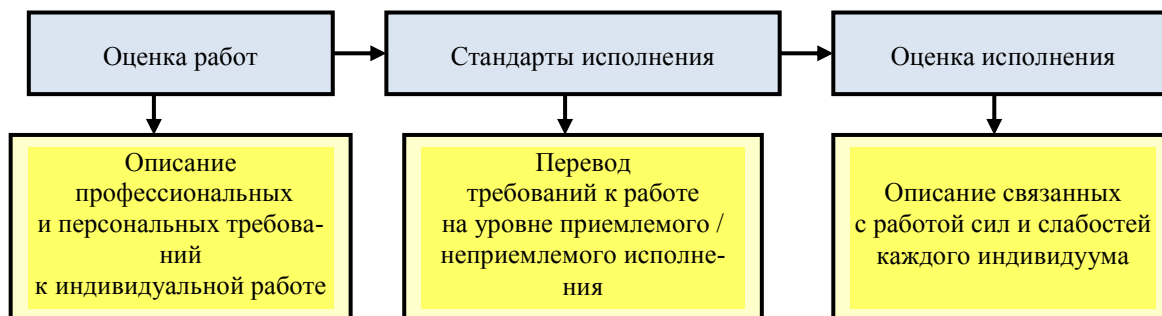 Оценка работ
Стандарты исполнения
Оценка исполнения
Описание
профессиональных
и персональных требова-
ний
к индивидуальной работе
Перевод
требований к работе
на уровне приемлемого /
неприемлемого исполне-
ния
Описание связанных
с работой сил и слабостей
каждого индивидуума